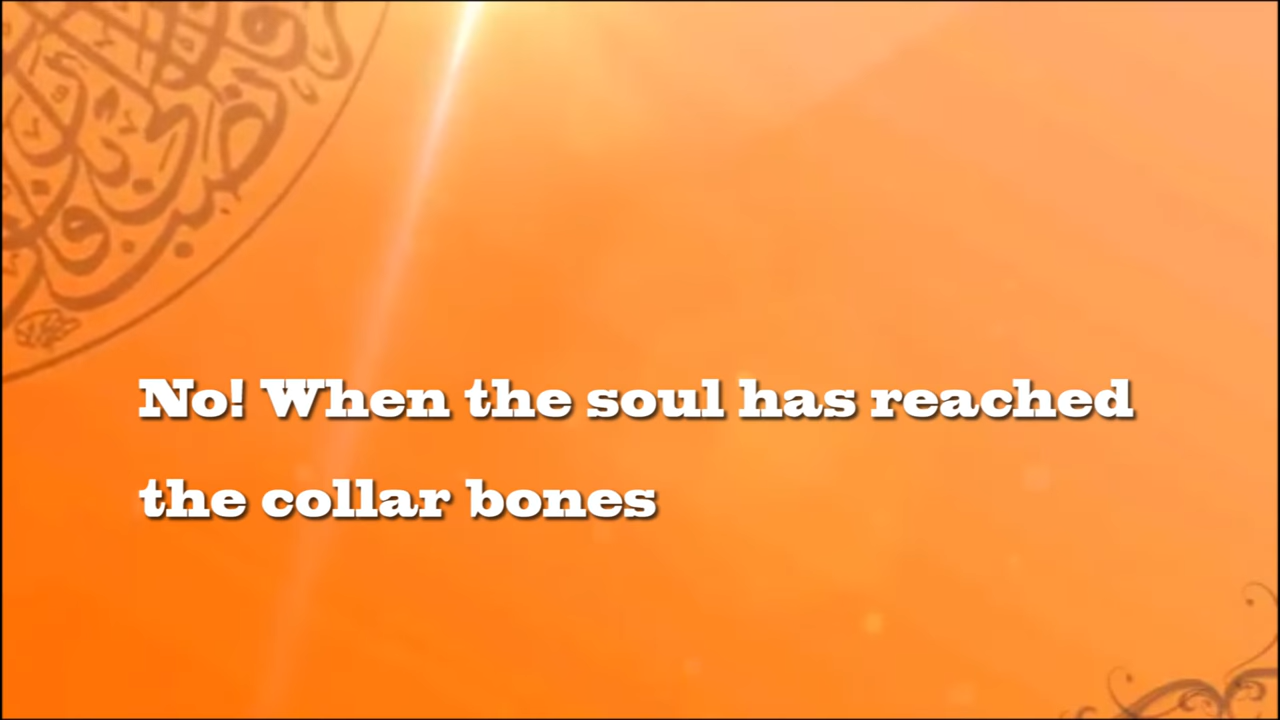 No! When the soul has reached
the collar bones